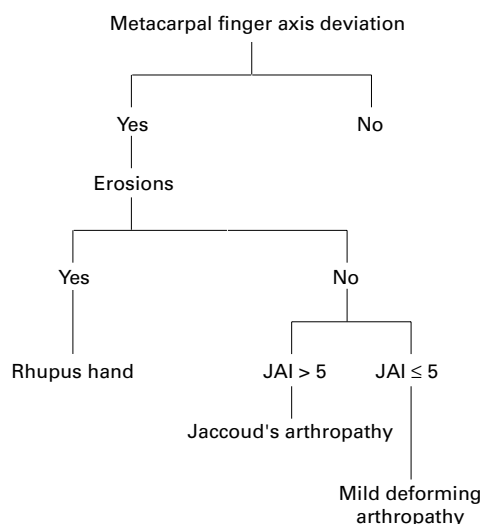 Metacarpal finger axis deviation
Yes No
Erosions
Yes No
Rhupus hand JAI > 5 JAI ≤ 5
Jaccoud's arthropathy
Mild deforming
arthropathy